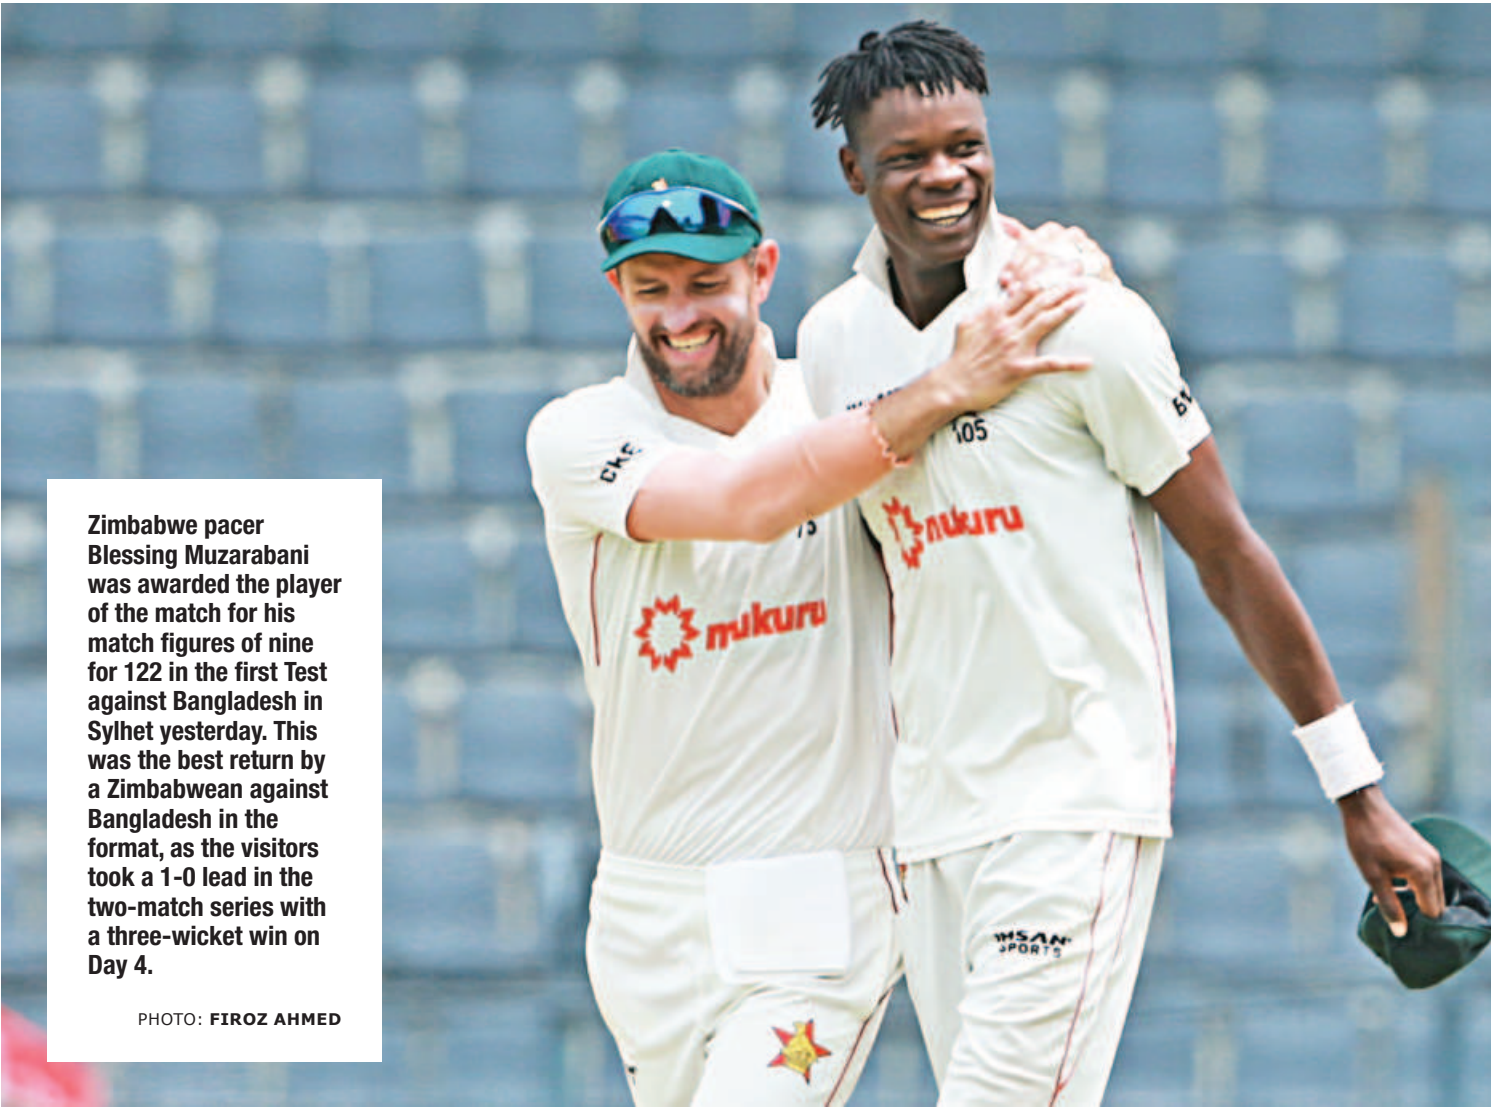 Zimbabwe pacer
Blessing Muzarabani
was awarded the player
of the match for his
match figures of nine
for 122 in the first Test
against Bangladesh in
Sylhet yesterday. This
was the best return by
a Zimbabwean against
Bangladesh in the
format, as the visitors
took a 1-0 lead in the
two-match series with
a three-wicket win on
Day 4.
PHOTO: FIROZ AHMED
105
mukuru
mukuru
IHSAN
SPORTS